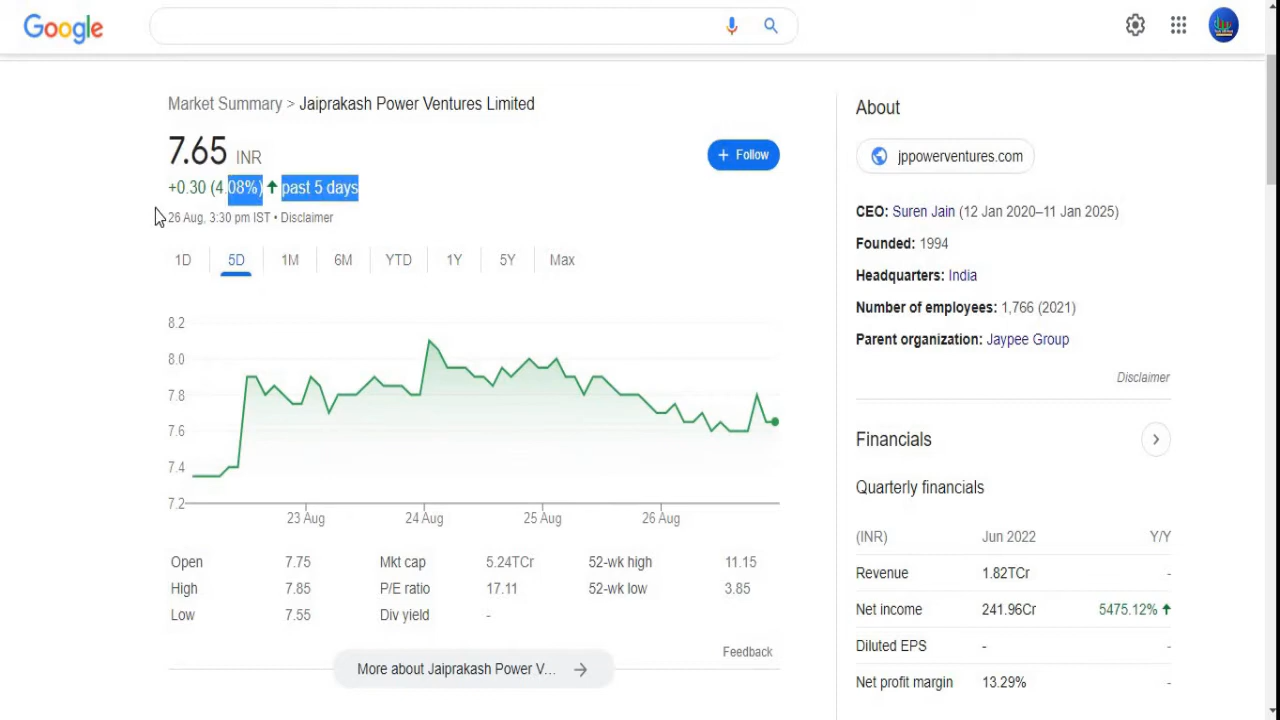 Google
Market Summary > Jaiprakash Power Ventures Limited
7.65 INR
+ Follow
+0.30 (4.08%) ↑ past 5 days
26 Aug, 3:30 pm IST • Disclaimer
1D 5D 1M 6M YTD 1Y 5Y Max
8.2
8.0
7.8
7.6
7.4
7.2
23 Aug 24 Aug 25 Aug 26 Aug
Open 7.75 Mkt cap 5.24TCr 52-wk high 11.15
High 7.85 P/E ratio 17.11 52-wk low 3.85
Low 7.55 Div yield -
Feedback
More about Jaiprakash Power V... →
About
jppowerventures.com
CEO: Suren Jain (12 Jan 2020–11 Jan 2025)
Founded: 1994
Headquarters: India
Number of employees: 1,766 (2021)
Parent organization: Jaypee Group
Disclaimer
Financials
Quarterly financials
(INR) Jun 2022 Y/Y
Revenue 1.82TCr -
Net income 241.96Cr 5475.12% ↑
Diluted EPS - -
Net profit margin 13.29% -